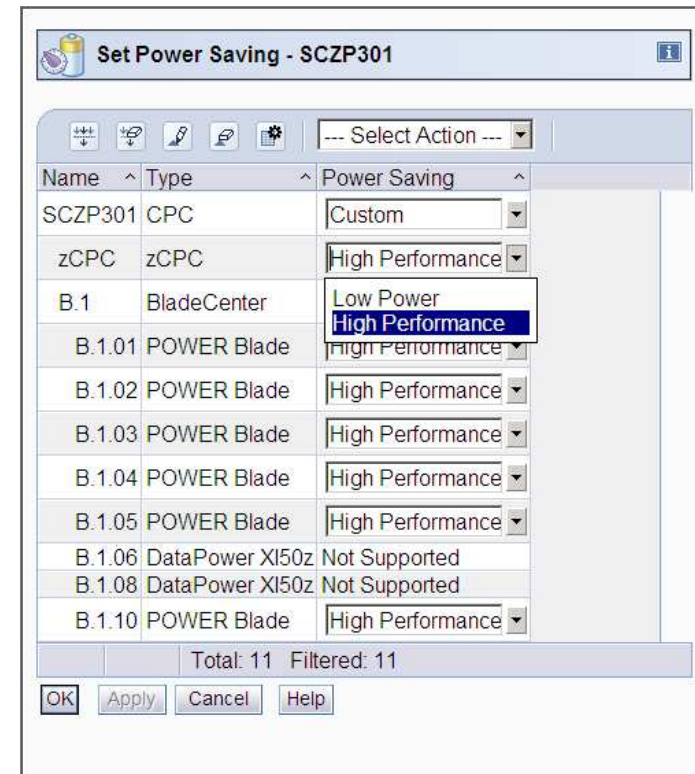 Set Power Saving - SCZP301
i
--- Select Action ---
Name Type Power Saving
SCZP301 CPC Custom
zCPC zCPC High Performance
B.1 BladeCenter
Low Power
High Performance
B.1.01 POWER Blade High Performance
B.1.02 POWER Blade High Performance
B.1.03 POWER Blade High Performance
B.1.04 POWER Blade High Performance
B.1.05 POWER Blade High Performance
B.1.06 DataPower XI50z Not Supported
B.1.08 DataPower XI50z Not Supported
B.1.10 POWER Blade High Performance
Total: 11 Filtered: 11
OK Apply Cancel Help